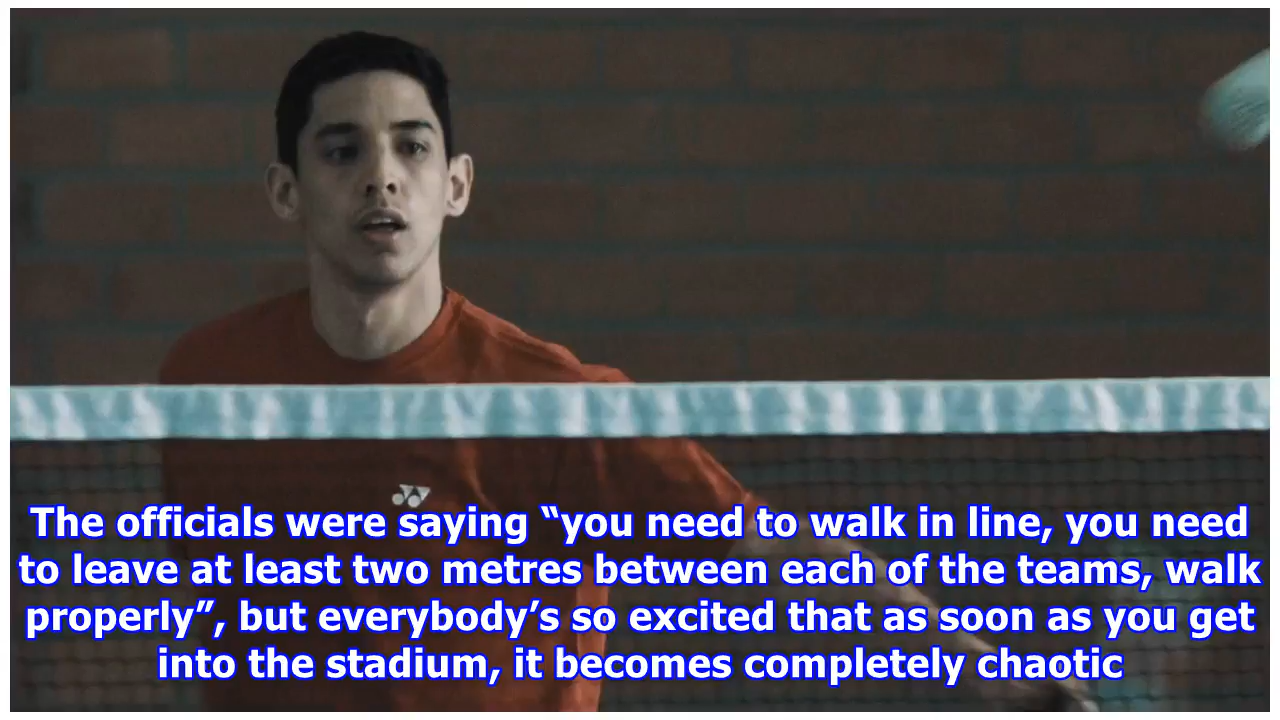 The officials were saying “you need to walk in line, you need
to leave at least two metres between each of the teams, walk
properly”, but everybody’s so excited that as soon as you get
into the stadium, it becomes completely chaotic